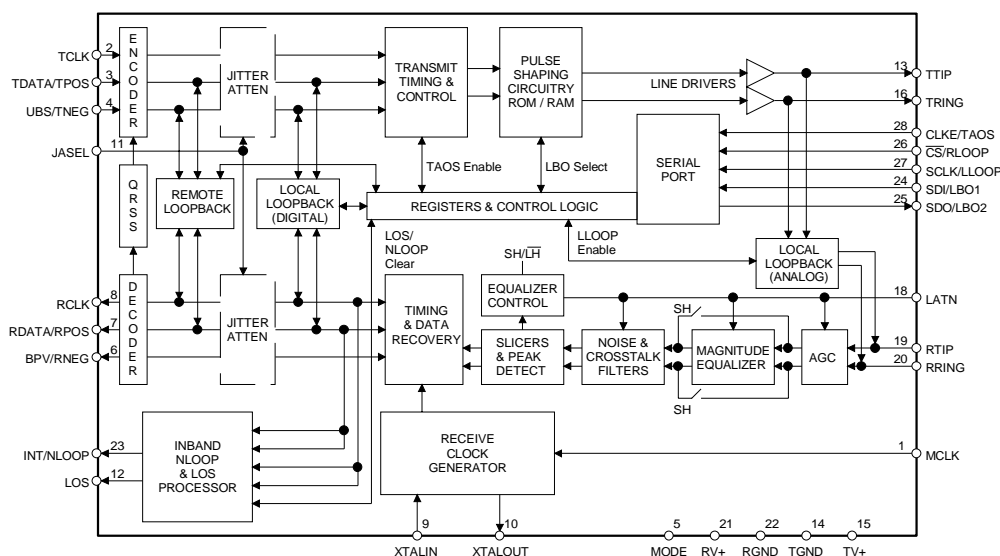 TCLK
2
TDATA/TPOS
3
UBS/TNEG
4
ENCODER
JITTER
ATTEN
TRANSMIT
TIMING
& CONTROL
PULSE
SHAPING
CIRCUITRY
ROM / RAM
LINE DRIVERS
13
TTIP
16
TRING
JASEL
11
QRSS
REMOTE
LOOPBACK
LOCAL
LOOPBACK
(DIGITAL)
TAOS Enable
LBO Select
REGISTERS & CONTROL LOGIC
SERIAL
PORT
28
CLKE/TAOS
26
CS/RLOOP
27
SCLK/LLOOP
24
SDI/LBO1
25
SDO/LBO2
LOS/
NLOOP
Clear
SH/LH
LLOOP
Enable
LOCAL
LOOPBACK
(ANALOG)
RCLK
8
RDATA/RPOS
7
BPV/RNEG
6
DECODER
JITTER
ATTEN
TIMING
& DATA
RECOVERY
EQUALIZER
CONTROL
SLICERS
& PEAK
DETECT
NOISE &
CROSSTALK
FILTERS
SH
MAGNITUDE
EQUALIZER
SH
AGC
18
LATN
19
RTIP
20
RRING
INT/NLOOP
23
LOS
12
INBAND
NLOOP
& LOS
PROCESSOR
RECEIVE
CLOCK
GENERATOR
1
MCLK
9
XTALIN
10
XTALOUT
5
MODE
21
RV+
22
RGND
14
TGND
15
TV+